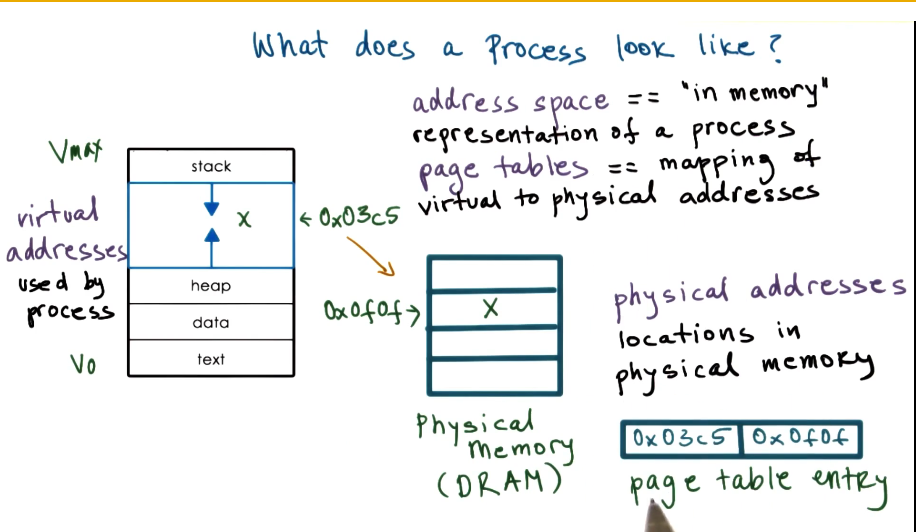 What does a Process look like?
address space == "in memory"
representation of a process
page tables == mapping of
virtual to physical addresses
Vmax
stack
virtual
addresses
used by
process
x
← 0x03c5
heap
data
text
V0
0x0f0f →
X
Physical
Memory
(DRAM)
physical addresses
locations in
physical memory
0x03c5 0x0f0f
page table entry